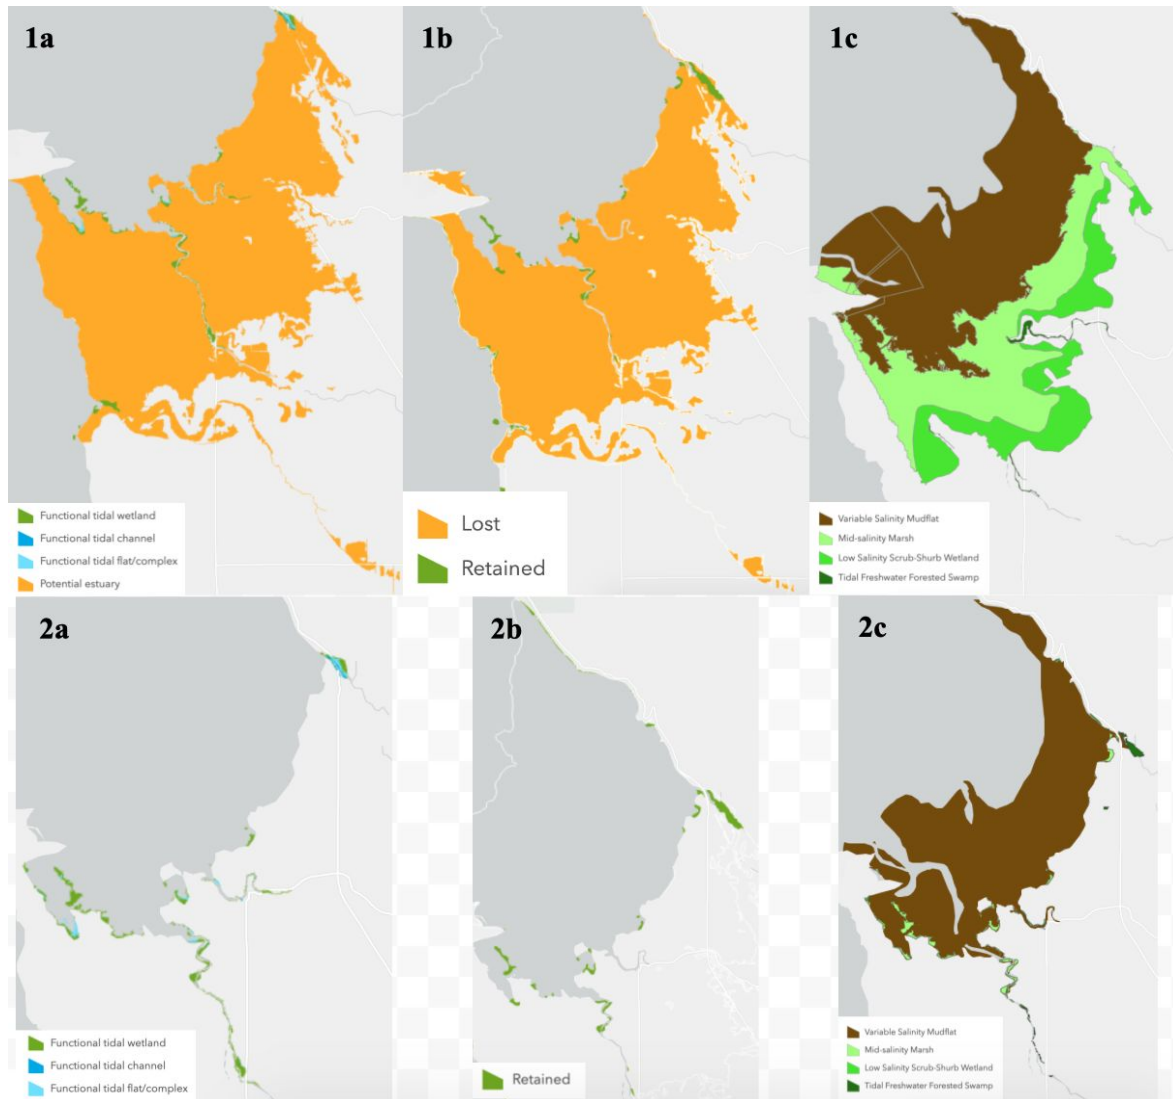 1a
1b
1c
Functional tidal wetland
Functional tidal channel
Functional tidal flat/complex
Potential estuary
Lost
Retained
Variable Salinity Mudflat
Mid-salinity Marsh
Low Salinity Scrub-Shurb Wetland
Tidal Freshwater Forested Swamp
2a
2b
2c
Functional tidal wetland
Functional tidal channel
Functional tidal flat/complex
Retained
Variable Salinity Mudflat
Mid-salinity Marsh
Low Salinity Scrub-Shurb Wetland
Tidal Freshwater Forested Swamp